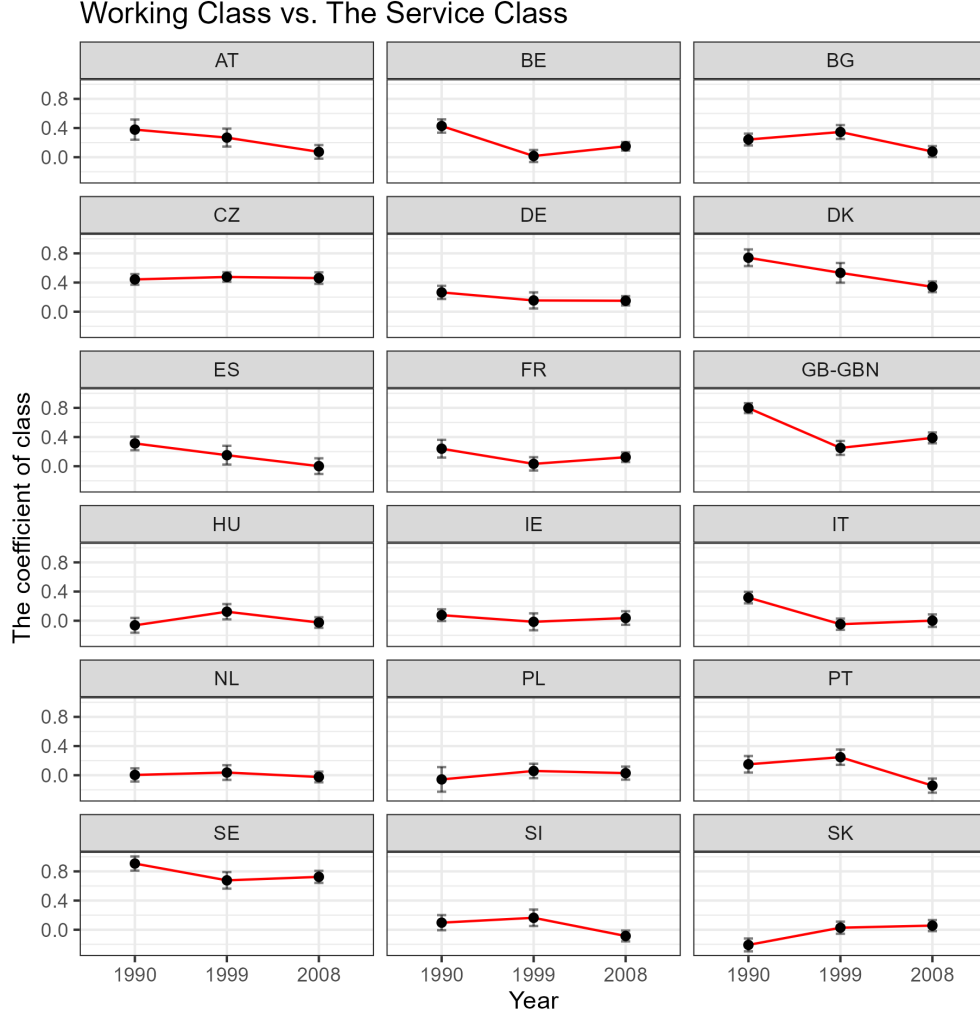 Working Class vs. The Service Class
AT BE BG
0.8
0.4
0.0
CZ DE DK
0.8
0.4
0.0
ES FR GB-GBN
0.8
0.4
0.0
The coefficient of class
HU IE IT
0.8
0.4
0.0
NL PL PT
0.8
0.4
0.0
SE SI SK
0.8
0.4
0.0
1990 1999 2008 1990 1999 2008 1990 1999 2008
Year